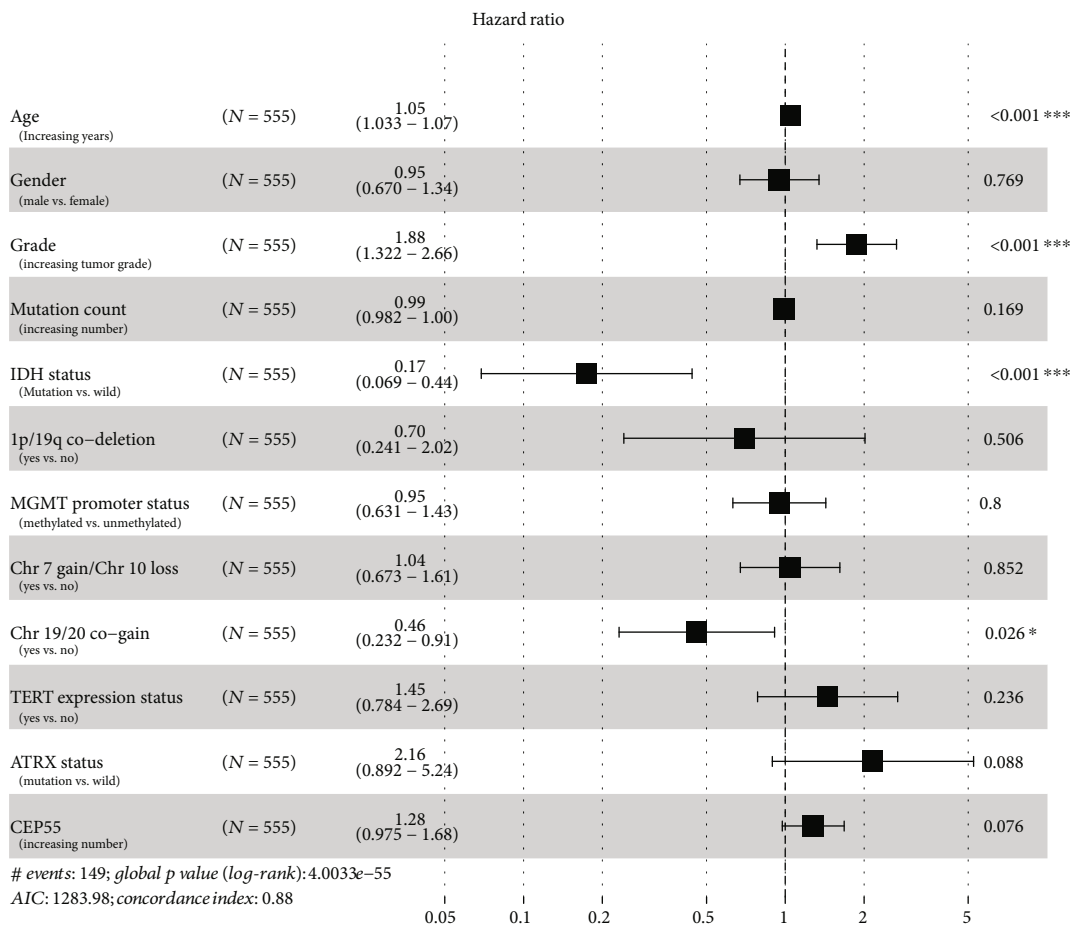 Hazard ratio
Age (N = 555) 1.05 <0.001 ***
(Increasing years) (1.033 − 1.07)
Gender (N = 555) 0.95 0.769
(male vs. female) (0.670 − 1.34)
Grade (N = 555) 1.88 <0.001 ***
(increasing tumor grade) (1.322 − 2.66)
Mutation count (N = 555) 0.99 0.169
(increasing number) (0.982 − 1.00)
IDH status (N = 555) 0.17 <0.001 ***
(Mutation vs. wild) (0.069 − 0.44)
1p/19q co−deletion (N = 555) 0.70 0.506
(yes vs. no) (0.241 − 2.02)
MGMT promoter status (N = 555) 0.95 0.8
(methylated vs. unmethylated) (0.631 − 1.43)
Chr 7 gain/Chr 10 loss (N = 555) 1.04 0.852
(yes vs. no) (0.673 − 1.61)
Chr 19/20 co−gain (N = 555) 0.46 0.026 *
(yes vs. no) (0.232 − 0.91)
TERT expression status (N = 555) 1.45 0.236
(yes vs. no) (0.784 − 2.69)
ATRX status (N = 555) 2.16 0.088
(mutation vs. wild) (0.892 − 5.24)
CEP55 (N = 555) 1.28 0.076
(increasing number) (0.975 − 1.68)
# events: 149; global p value (log-rank): 4.0033e−55
AIC: 1283.98; concordance index: 0.88
0.05 0.1 0.2 0.5 1 2 5